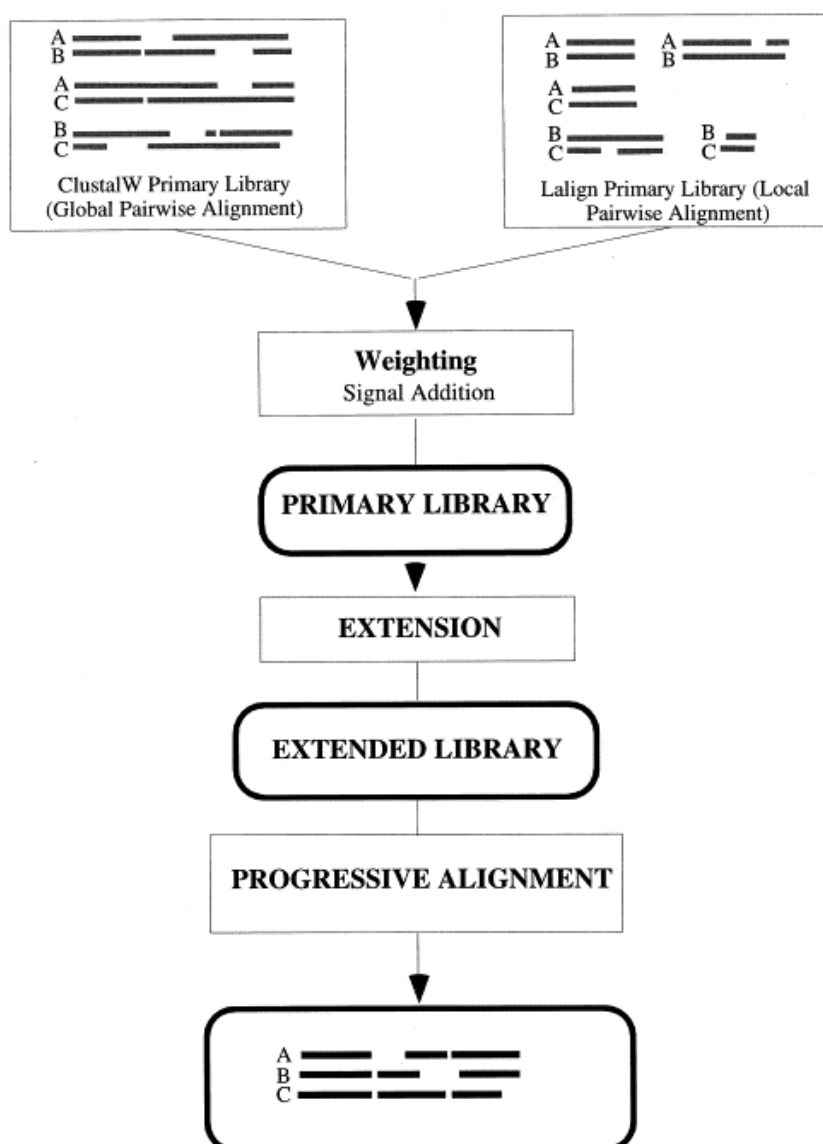 A
B
A
C
B
C
ClustalW Primary Library
(Global Pairwise Alignment)
A
B
A
B
A
C
B
C
B
C
Lalign Primary Library (Local
Pairwise Alignment)
Weighting
Signal Addition
PRIMARY LIBRARY
EXTENSION
EXTENDED LIBRARY
PROGRESSIVE ALIGNMENT
A
B
C